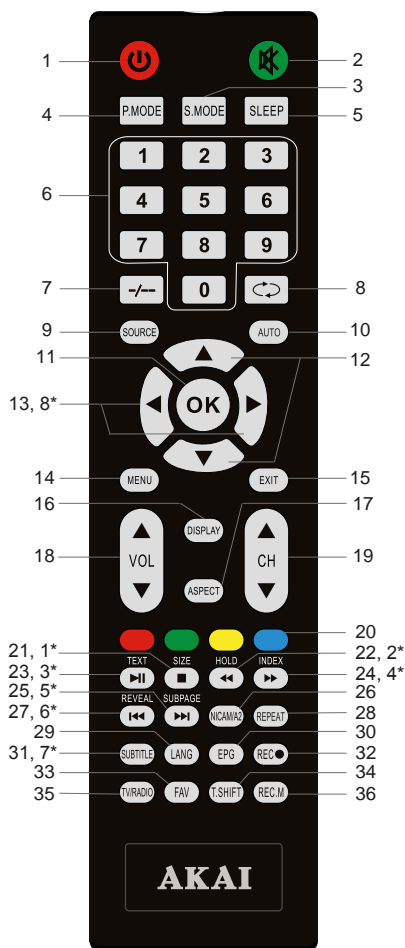 1
2
3
4 P.MODE S.MODE SLEEP 5
1 2 3
6
4 5 6
7 8 9
7 -/-- 0 8
9 SOURCE AUTO 10
11
12
13, 8* OK
14 MENU EXIT 15
16 17
DISPLAY
18 VOL CH 19
ASPECT
20
21, 1* TEXT SIZE HOLD INDEX 22, 2*
23, 3* 24, 4*
25, 5* REVEAL SUBPAGE 26
27, 6* NICAM/A2 REPEAT 28
29 30
31, 7* SUBTITLE LANG EPG REC 32
33 34
35 TV/RADIO FAV T.SHIFT REC.M 36
AKAI